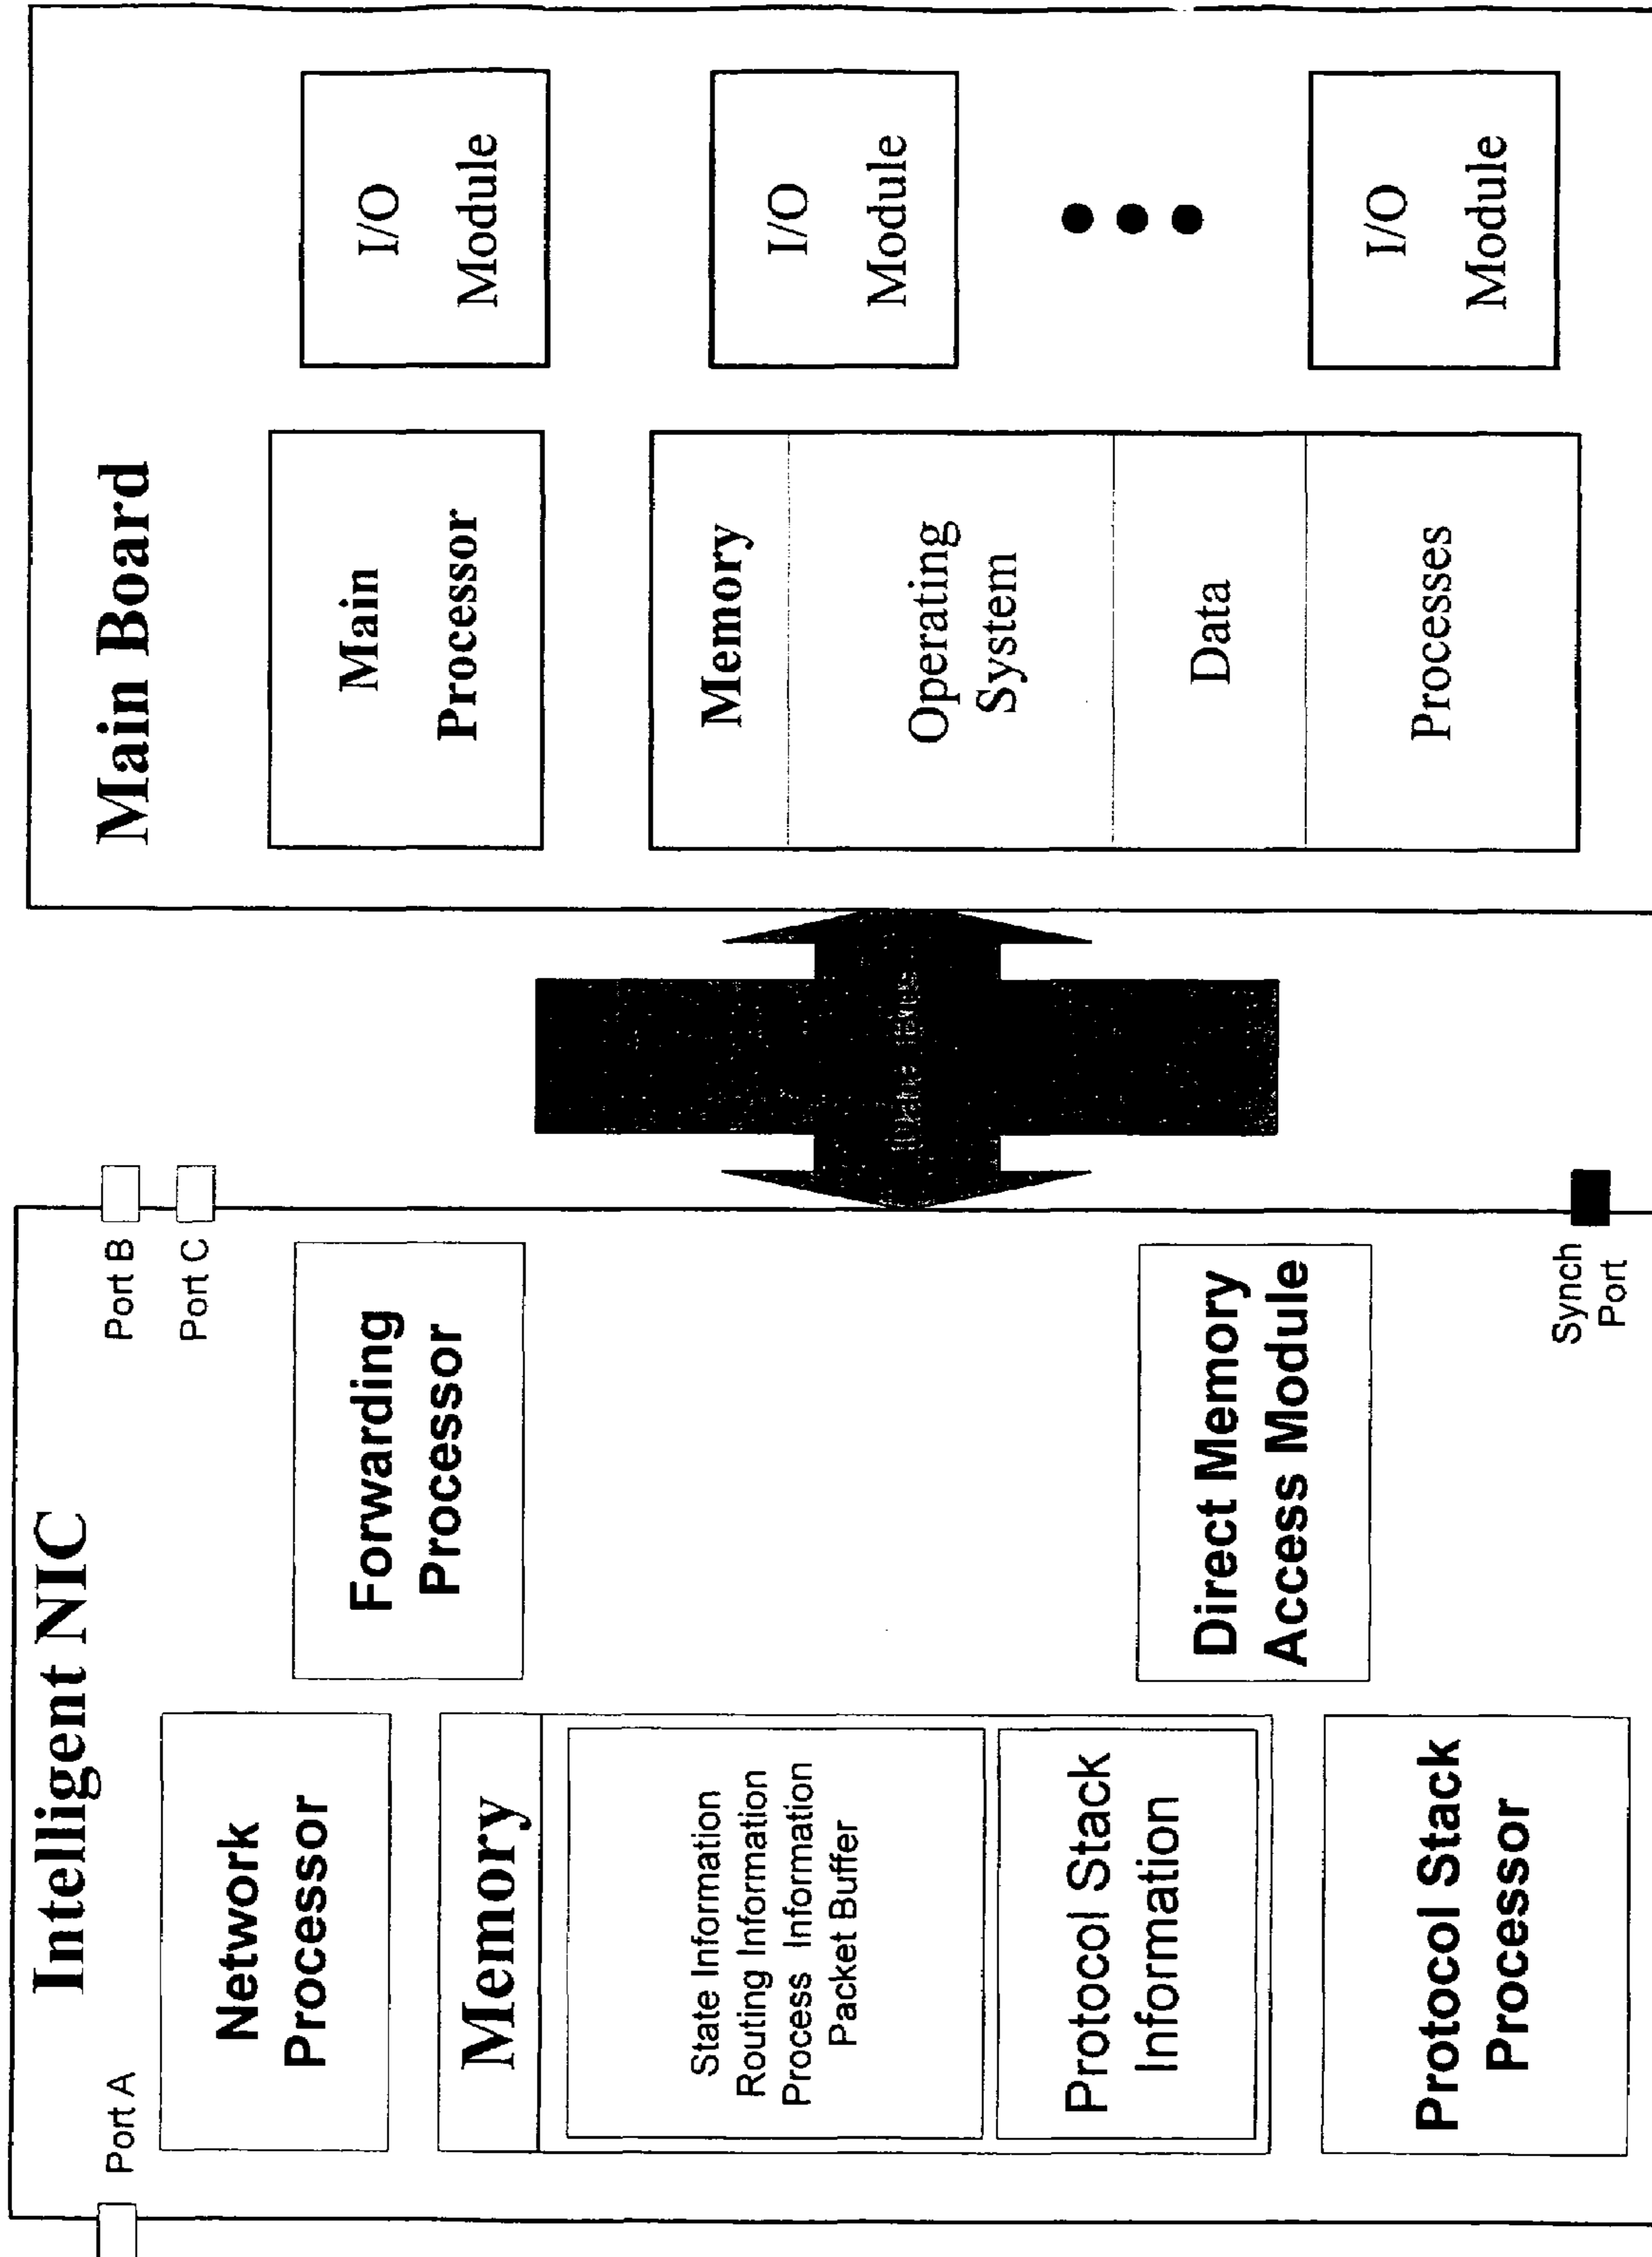 Intelligent NIC
Port A
Port B
Port C
Network
Processor
Forwarding
Processor
Memory
State Information
Routing Information
Process Information
Packet Buffer
Protocol Stack
Information
Direct Memory
Access Module
Protocol Stack
Processor
Synch
Port
Main Board
Main
Processor
I/O
Module
Memory
Operating
System
Data
Processes
I/O
Module
I/O
Module